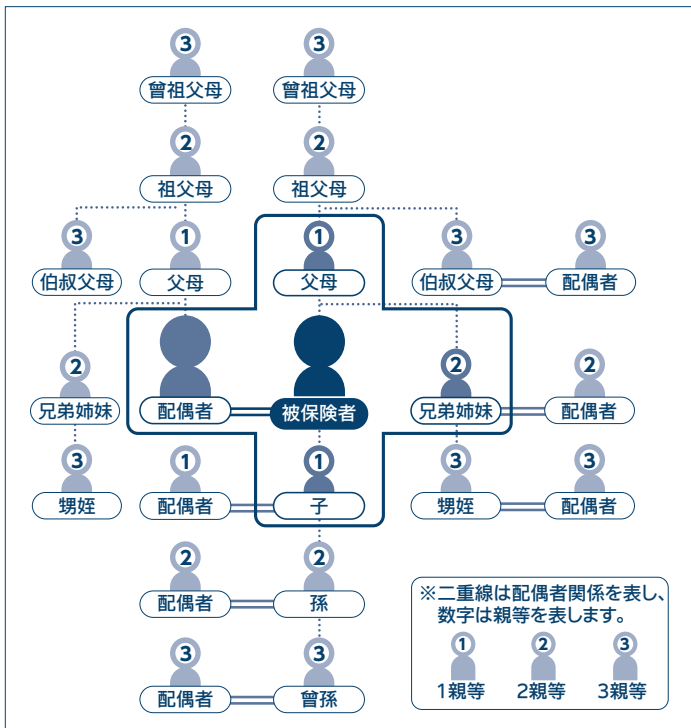 3 3
曾祖父母 曾祖父母
2 2
祖父母 祖父母
3 1 1 3 3
伯叔父母 父母 父母 伯叔父母 配偶者
2 2 2
兄弟姉妹 配偶者 被保険者 兄弟姉妹 配偶者
3 1 1 3 3
甥姪 配偶者 子 甥姪 配偶者
2 2
配偶者 孫
3 3
配偶者 曾孫
※二重線は配偶者関係を表し、
数字は親等を表します。
1 2 3
1親等 2親等 3親等